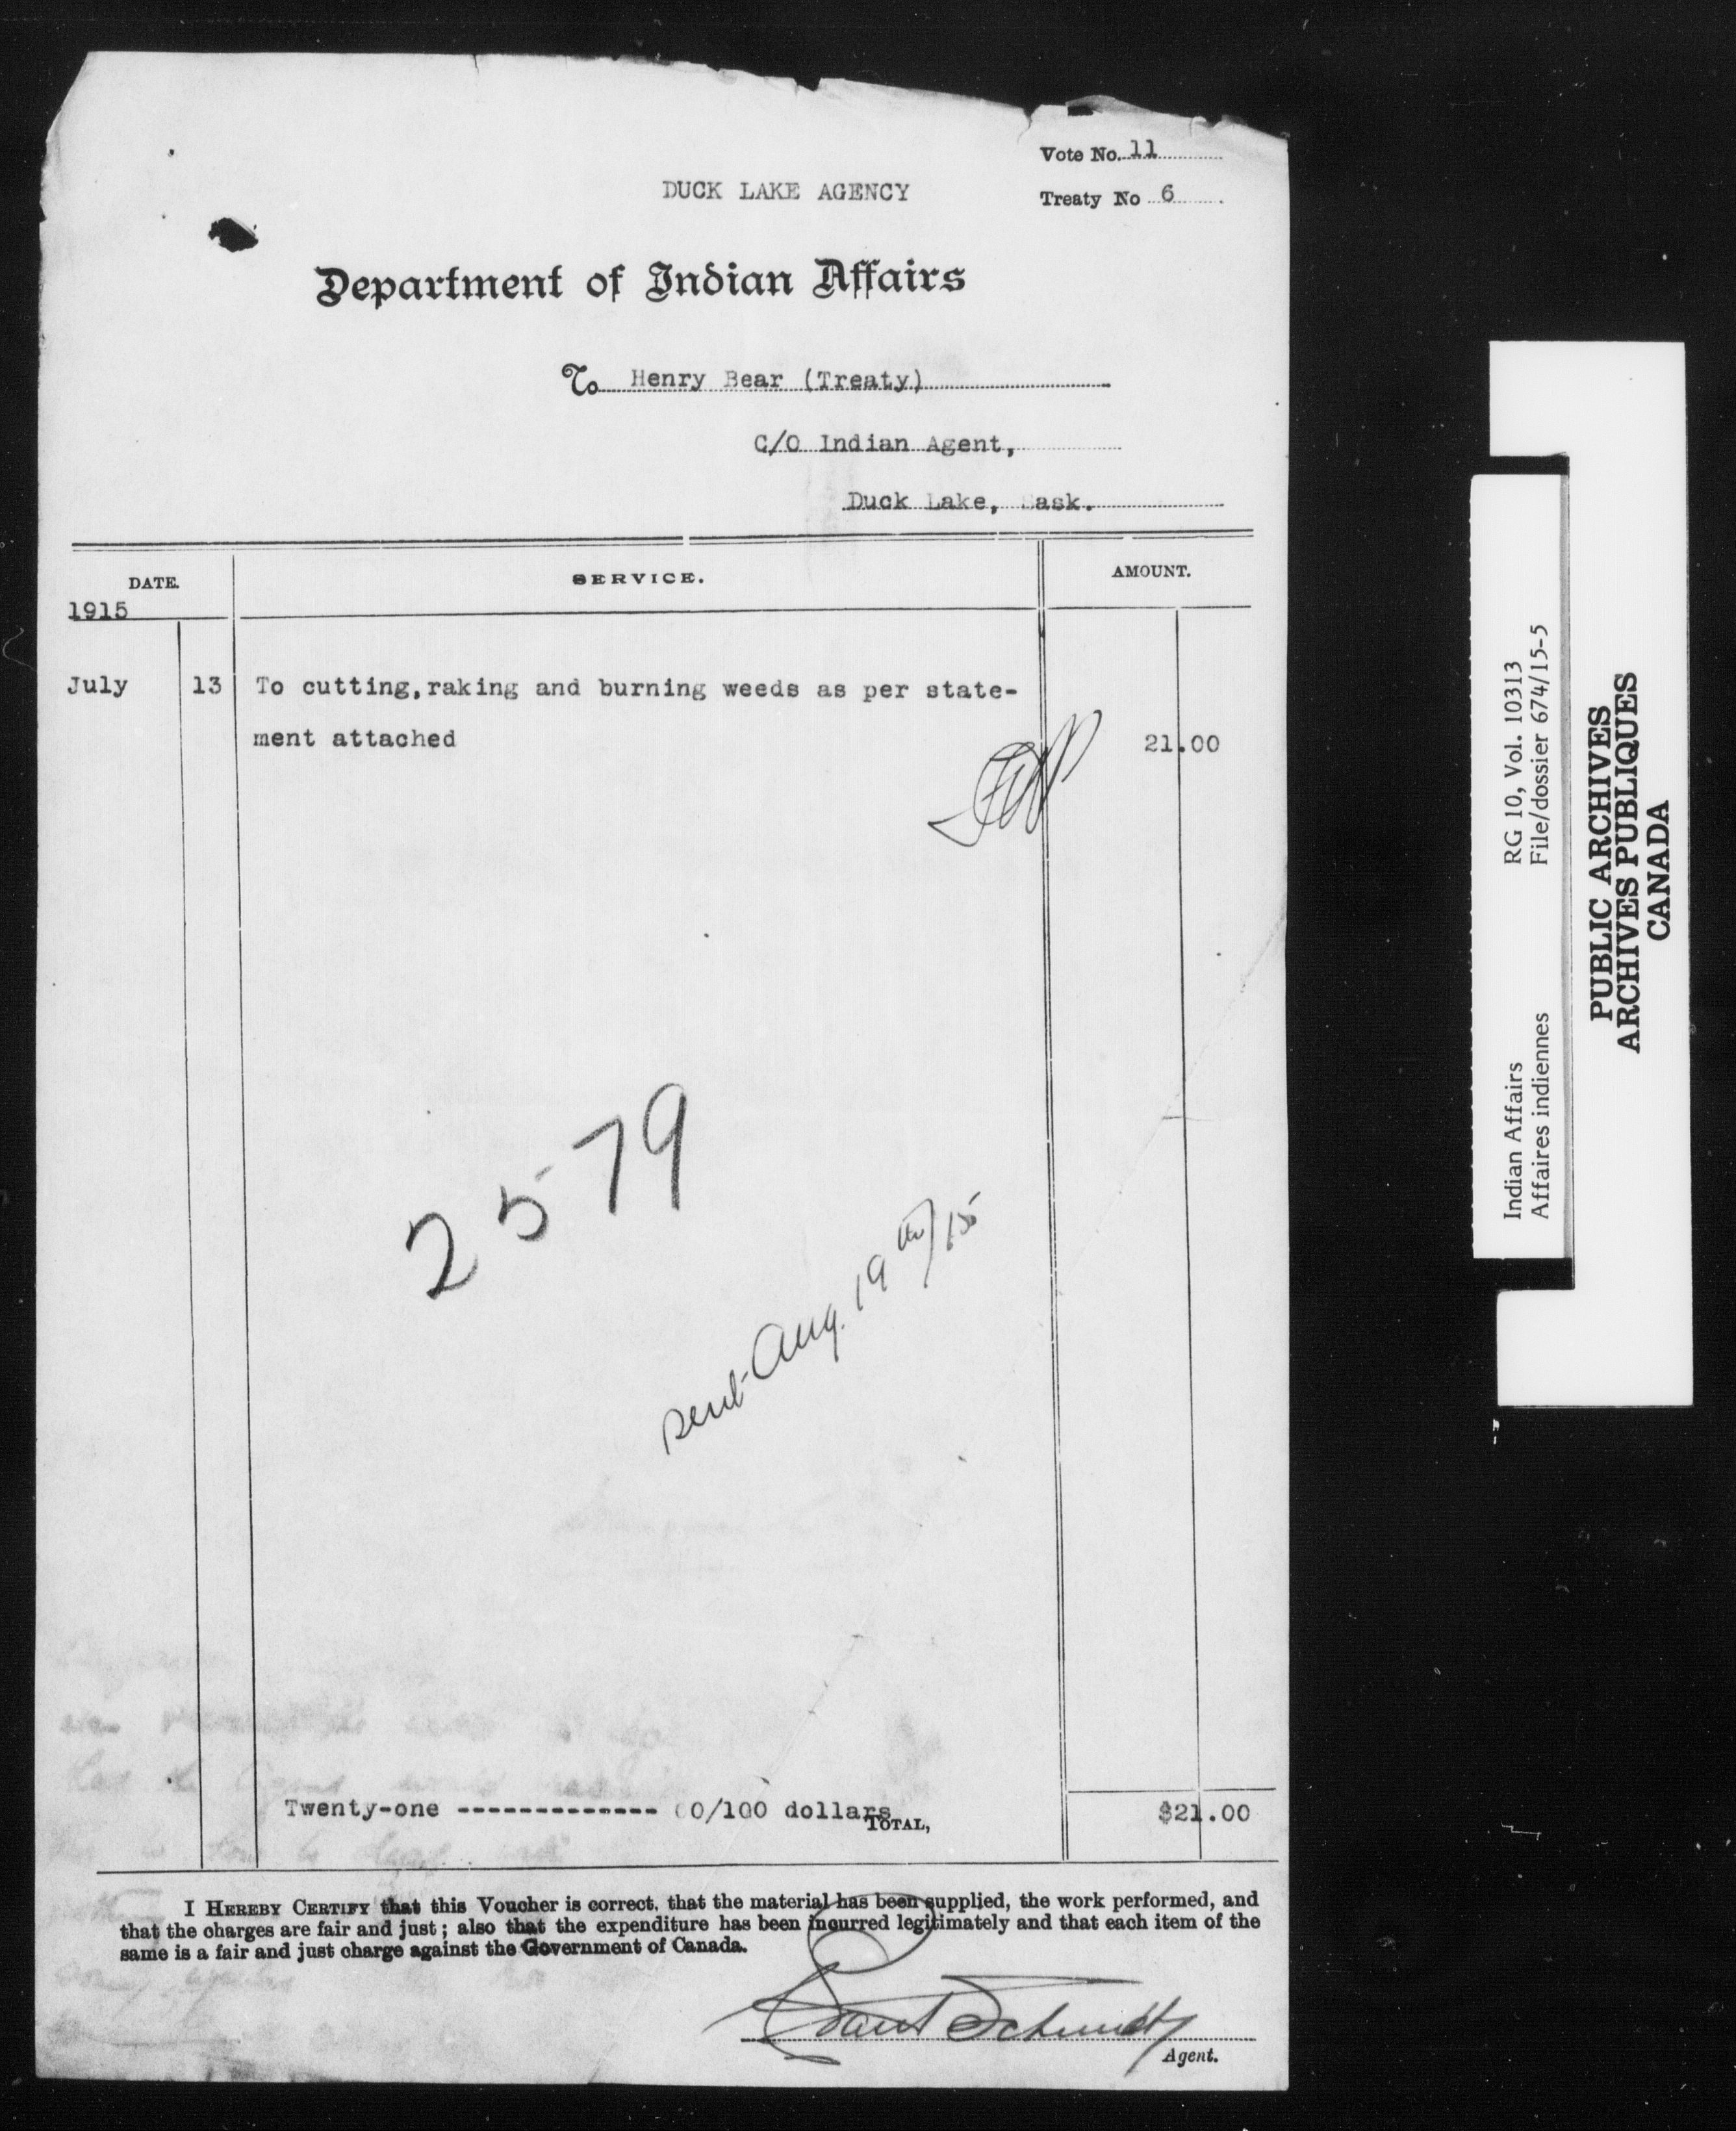 Vote No. 11
DUCK LAKE AGENCY
Treaty No 6
Department of Indian Affairs
To Henry Bear (Treaty)
C/O Indian Agent,
Duck Lake, Sask.
DATE. SERVICE. AMOUNT.
1915
July 13 To cutting,raking and burning weeds as per state-
ment attached 21.00
2579
sent Aug. 19th/15
Twenty-one ------------- 00/100 dollars TOTAL, $21.00
I HEREBY CERTIFY that this Voucher is correct, that the material has been supplied, the work performed, and
that the charges are fair and just; also that the expenditure has been incurred legitimately and that each item of the
same is a fair and just charge against the Government of Canada.
Schmidt
Agent.
Indian Affairs RG 10, Vol. 10313
Affaires indiennes File/dossier 674/15-5
PUBLIC ARCHIVES
ARCHIVES PUBLIQUES
CANADA